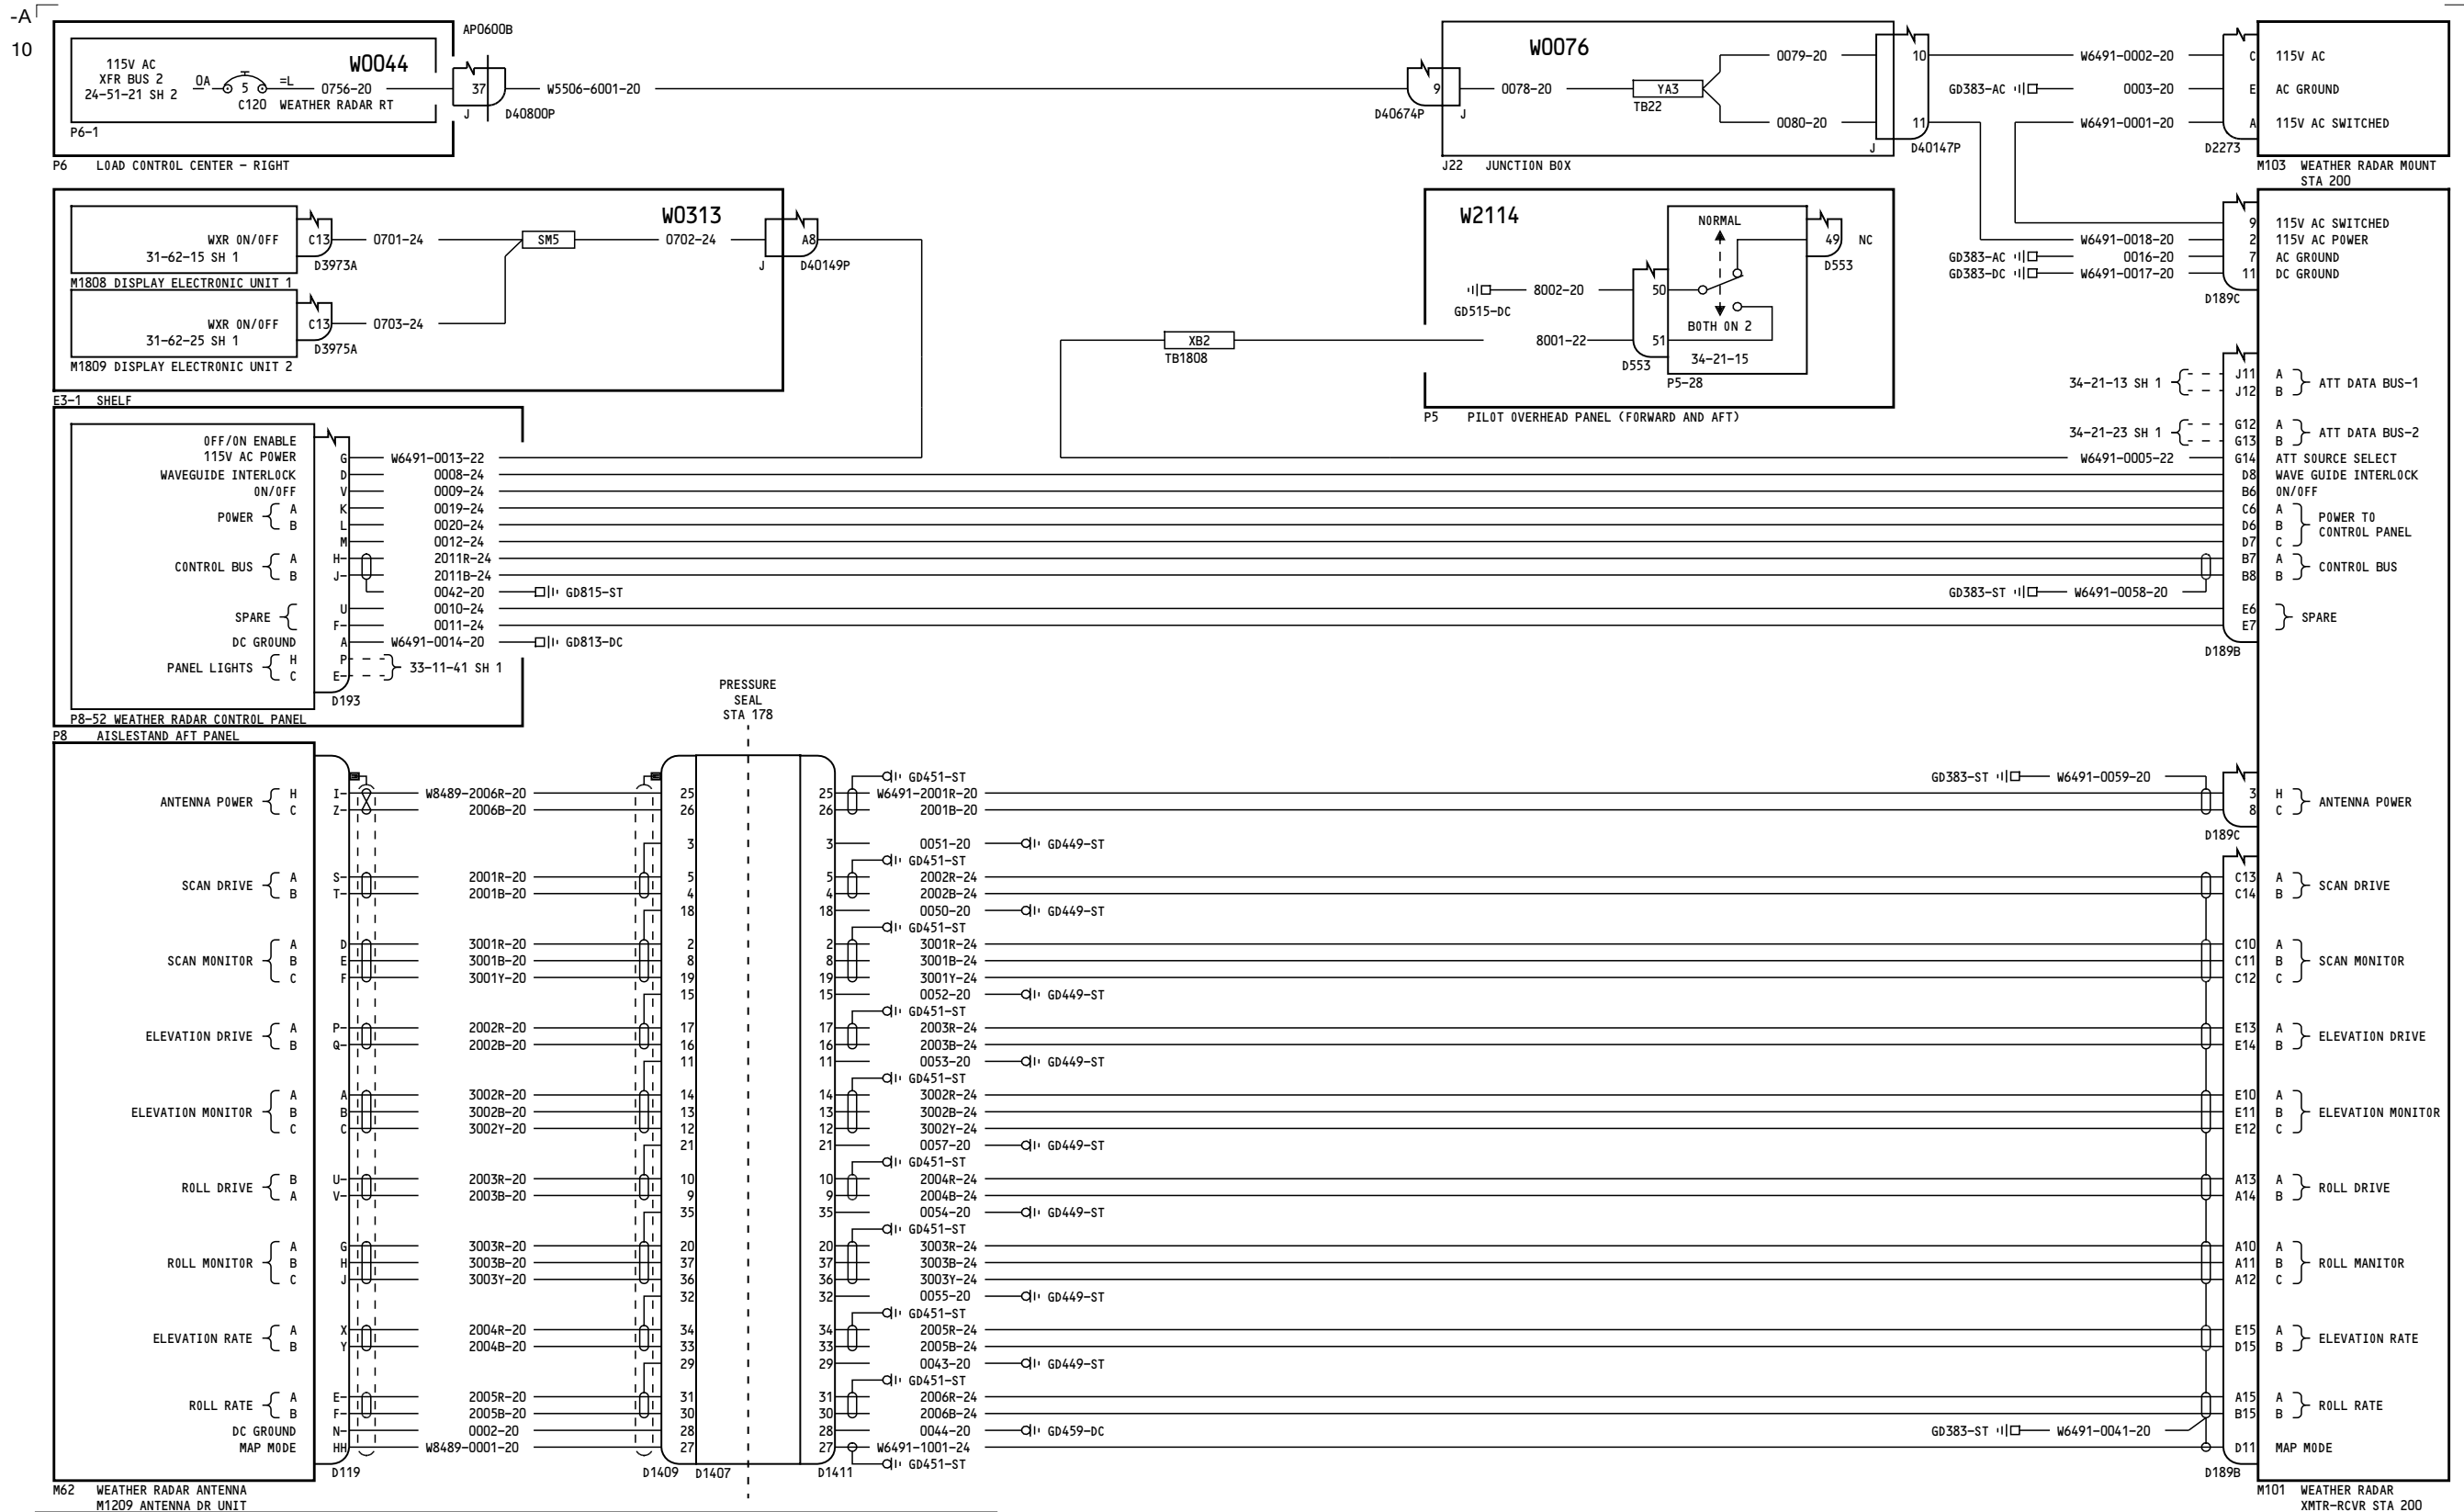 -A
10
AP0600B
115V AC
XFR BUS 2
24-51-21 SH 2
0A
5
=L
0756-20
C120 WEATHER RADAR RT
W0044
P6-1
P6 LOAD CONTROL CENTER - RIGHT
37
J
D40800P
W5506-6001-20
9
D40674P
J
W0076
0078-20
YA3
TB22
0079-20
0080-20
10
11
J
D40147P
J22 JUNCTION BOX
W6491-0002-20 C 115V AC
GD383-AC 0003-20 E AC GROUND
W6491-0001-20 A 115V AC SWITCHED
D2273
M103 WEATHER RADAR MOUNT
STA 200
W0313
WXR ON/OFF
31-62-15 SH 1
C13 0701-24 SM5 0702-24 A8
D3973A
J
D40149P
M1808 DISPLAY ELECTRONIC UNIT 1
WXR ON/OFF
31-62-25 SH 1
C13 0703-24
D3975A
M1809 DISPLAY ELECTRONIC UNIT 2
E3-1 SHELF
XB2
TB1808
W2114
NORMAL
49 NC
D553
GD515-DC
8002-20 50
BOTH ON 2
8001-22 51
D553
34-21-15
P5-28
P5 PILOT OVERHEAD PANEL (FORWARD AND AFT)
9 115V AC SWITCHED
W6491-0018-20 2 115V AC POWER
GD383-AC 0016-20 7 AC GROUND
GD383-DC W6491-0017-20 11 DC GROUND
D189C
34-21-13 SH 1
J11 A
J12 B
ATT DATA BUS-1
34-21-23 SH 1
G12 A
G13 B
ATT DATA BUS-2
OFF/ON ENABLE
115V AC POWER G W6491-0013-22
W6491-0005-22 G14 ATT SOURCE SELECT
WAVEGUIDE INTERLOCK D 0008-24 D8 WAVE GUIDE INTERLOCK
ON/OFF V 0009-24 B6 ON/OFF
POWER
A K 0019-24 C6 A
B L 0020-24 D6 B
M 0012-24 D7 C
POWER TO
CONTROL PANEL
CONTROL BUS
A H- 2011R-24 B7 A
B J- 2011B-24 B8 B
CONTROL BUS
0042-20 GD815-ST
GD383-ST W6491-0058-20
SPARE
U 0010-24 E6
F- 0011-24 E7
SPARE
DC GROUND A W6491-0014-20 GD813-DC
D189B
PANEL LIGHTS
H P
C E-
33-11-41 SH 1
D193
P8-52 WEATHER RADAR CONTROL PANEL
P8 AISLESTAND AFT PANEL
PRESSURE
SEAL
STA 178
GD451-ST
GD383-ST W6491-0059-20
ANTENNA POWER
H I- W8489-2006R-20 25 25 W6491-2001R-20 3 H
C Z- 2006B-20 26 26 2001B-20 8 C
ANTENNA POWER
D189C
3 3 0051-20 GD449-ST
GD451-ST
SCAN DRIVE
A S- 2001R-20 5 5 2002R-24 C13 A
B T- 2001B-20 4 4 2002B-24 C14 B
SCAN DRIVE
18 18 0050-20 GD449-ST
GD451-ST
SCAN MONITOR
A D 3001R-20 2 2 3001R-24 C10 A
B E 3001B-20 8 8 3001B-24 C11 B
C F 3001Y-20 19 19 3001Y-24 C12 C
SCAN MONITOR
15 15 0052-20 GD449-ST
GD451-ST
ELEVATION DRIVE
A P- 2002R-20 17 17 2003R-24 E13 A
B Q- 2002B-20 16 16 2003B-24 E14 B
ELEVATION DRIVE
11 11 0053-20 GD449-ST
GD451-ST
ELEVATION MONITOR
A A 3002R-20 14 14 3002R-24 E10 A
B B 3002B-20 13 13 3002B-24 E11 B
C C 3002Y-20 12 12 3002Y-24 E12 C
ELEVATION MONITOR
21 21 0057-20 GD449-ST
GD451-ST
ROLL DRIVE
B U- 2003R-20 10 10 2004R-24 A13 A
A V- 2003B-20 9 9 2004B-24 A14 B
ROLL DRIVE
35 35 0054-20 GD449-ST
GD451-ST
ROLL MONITOR
A G 3003R-20 20 20 3003R-24 A10 A
B H 3003B-20 37 37 3003B-24 A11 B
C J 3003Y-20 36 36 3003Y-24 A12 C
ROLL MANITOR
32 32 0055-20 GD449-ST
GD451-ST
ELEVATION RATE
A X 2004R-20 34 34 2005R-24 E15 A
B Y 2004B-20 33 33 2005B-24 D15 B
ELEVATION RATE
29 29 0043-20 GD449-ST
GD451-ST
ROLL RATE
A E- 2005R-20 31 31 2006R-24 A15 A
B F- 2005B-20 30 30 2006B-24 B15 B
ROLL RATE
DC GROUND N- 0002-20 28 28 0044-20 GD459-DC
GD383-ST W6491-0041-20
MAP MODE HH W8489-0001-20 27 27 W6491-1001-24 D11 MAP MODE
GD451-ST
D119
D1409 D1407
D1411
D189B
M62 WEATHER RADAR ANTENNA
M1209 ANTENNA DR UNIT
M101 WEATHER RADAR
XMTR-RCVR STA 200